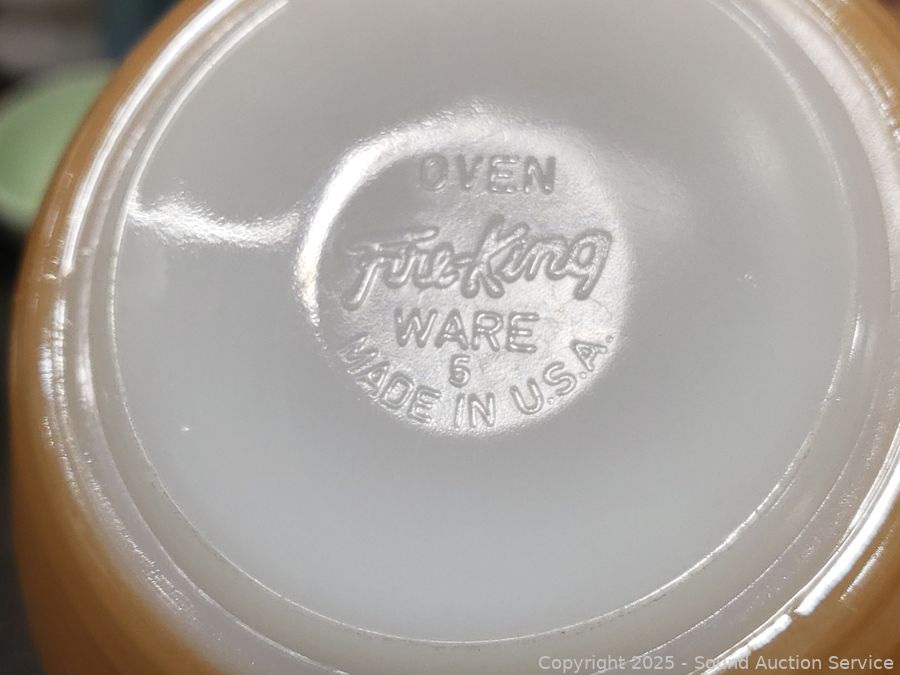 OVEN
Fire-King
WARE
5
MADE IN U.S.A.
Copyright 2025 - Sound Auction Service